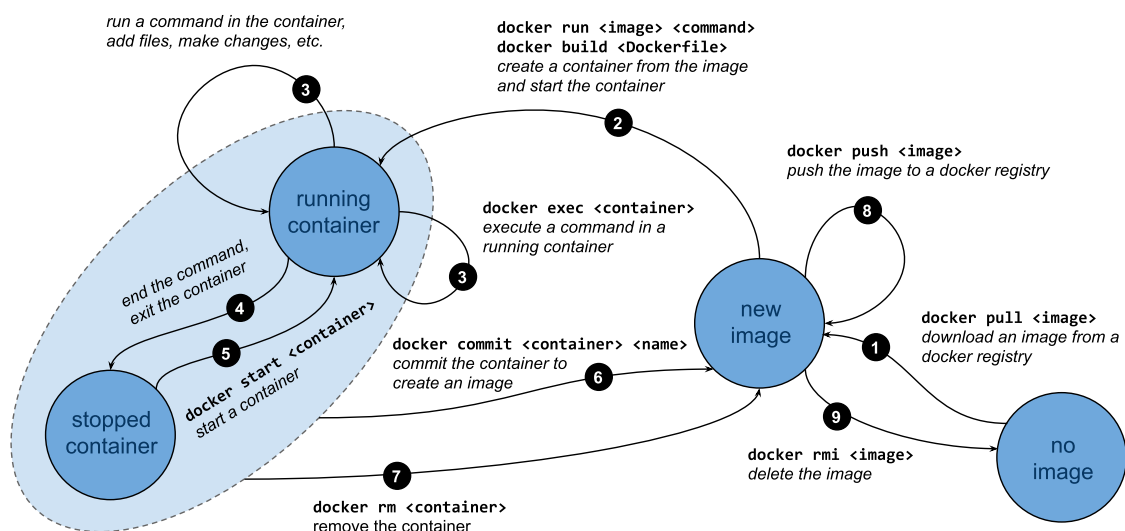 run a command in the container,
add files, make changes, etc.
docker run <image> <command>
docker build <Dockerfile>
create a container from the image
and start the container
3
2
docker push <image>
push the image to a docker registry
8
running
container
docker exec <container>
execute a command in a
running container
3
end the command,
exit the container
4
5
docker start <container>
start a container
new
image
docker pull <image>
download an image from a
docker registry
1
docker commit <container> <name>
commit the container to
create an image
6
stopped
container
9
docker rmi <image>
delete the image
no
image
7
docker rm <container>
remove the container